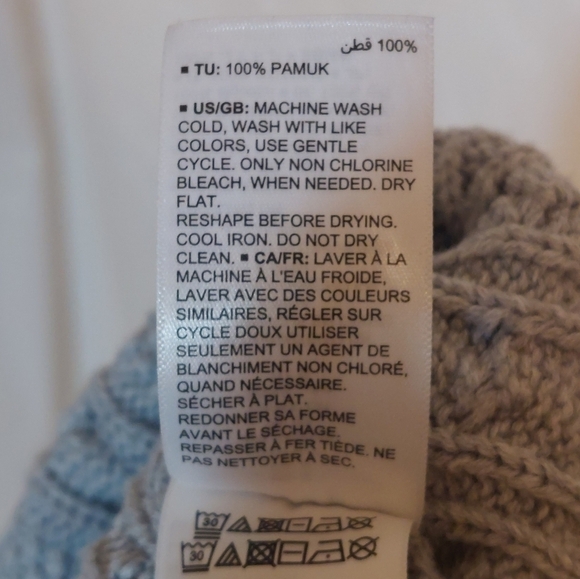 100% قطن
▪ TU: 100% PAMUK
▪ US/GB: MACHINE WASH
COLD, WASH WITH LIKE
COLORS, USE GENTLE
CYCLE. ONLY NON CHLORINE
BLEACH, WHEN NEEDED. DRY
FLAT.
RESHAPE BEFORE DRYING.
COOL IRON. DO NOT DRY
CLEAN. ▪ CA/FR: LAVER À LA
MACHINE À L'EAU FROIDE,
LAVER AVEC DES COULEURS
SIMILAIRES, RÉGLER SUR
CYCLE DOUX UTILISER
SEULEMENT UN AGENT DE
BLANCHIMENT NON CHLORÉ,
QUAND NÉCESSAIRE.
SÉCHER À PLAT.
REDONNER SA FORME
AVANT LE SÉCHAGE.
REPASSER À FER TIÈDE. NE
PAS NETTOYER À SEC.
30
30